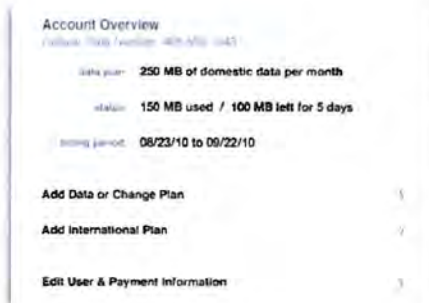 Account Overview
data plan 250 MB of domestic data per month
status 150 MB used / 100 MB left for 5 days
billing period 08/23/10 to 09/22/10
Add Data or Change Plan
Add International Plan
Edit User & Payment Information